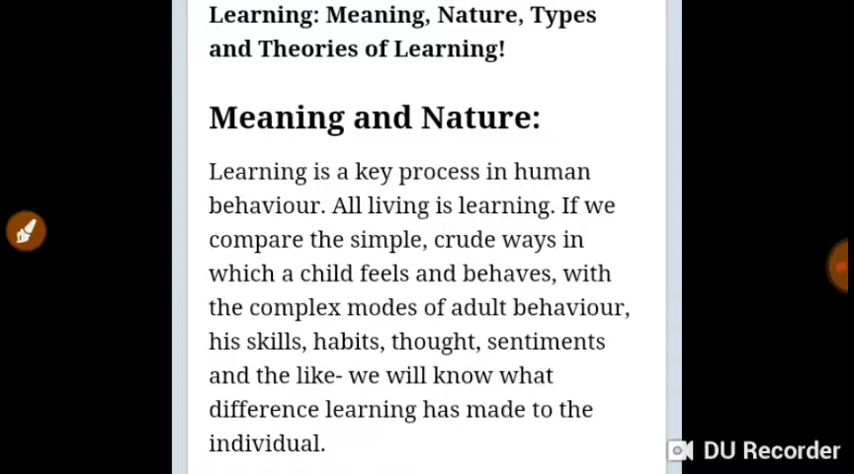 Learning: Meaning, Nature, Types
and Theories of Learning!
Meaning and Nature:
Learning is a key process in human
behaviour. All living is learning. If we
compare the simple, crude ways in
which a child feels and behaves, with
the complex modes of adult behaviour,
his skills, habits, thought, sentiments
and the like- we will know what
difference learning has made to the
individual.
DU Recorder